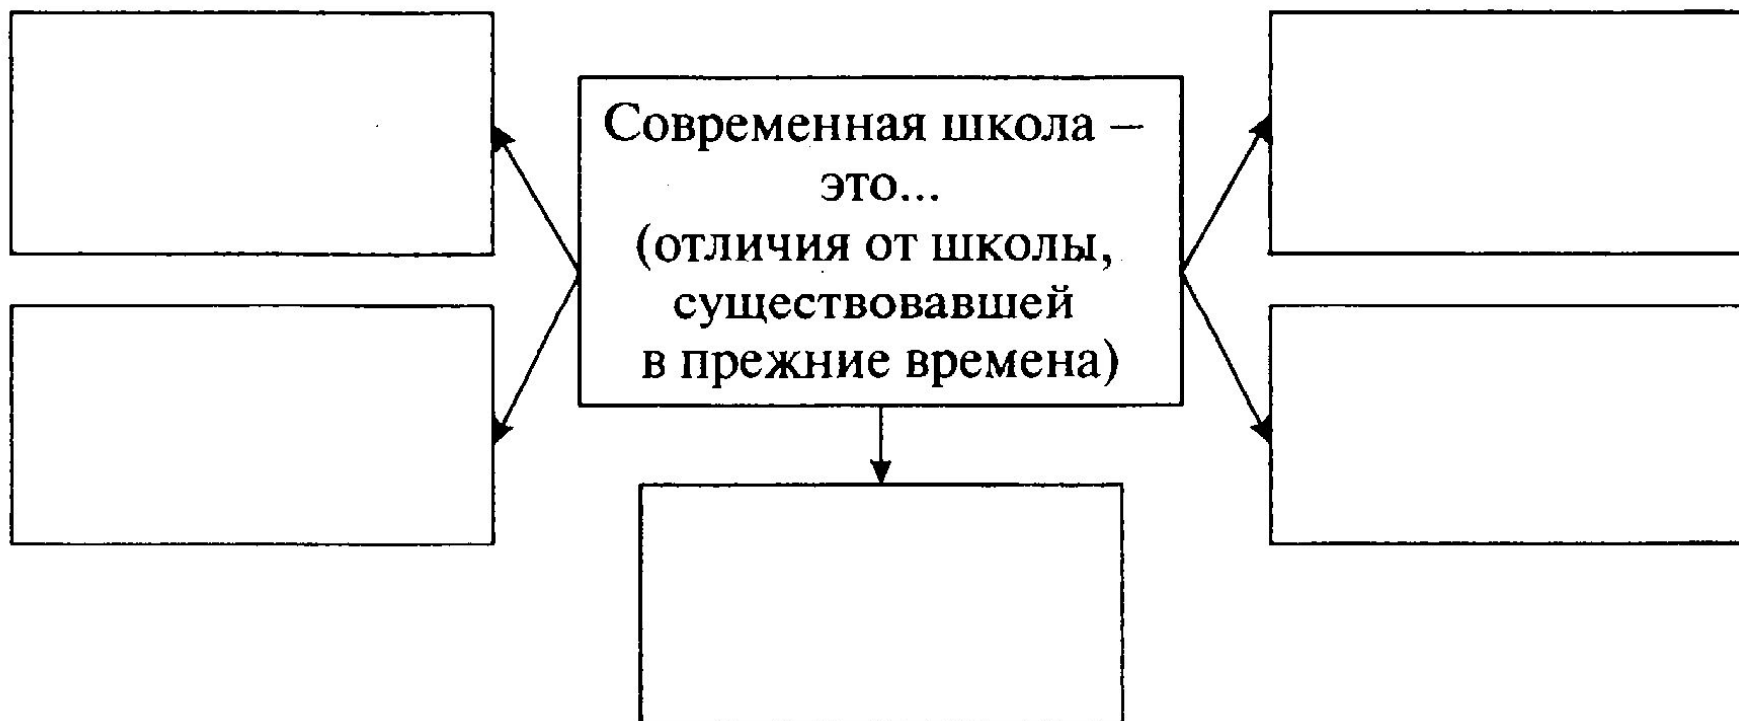 Современная школа –
это...
(отличия от школы,
существовавшей
в прежние времена)